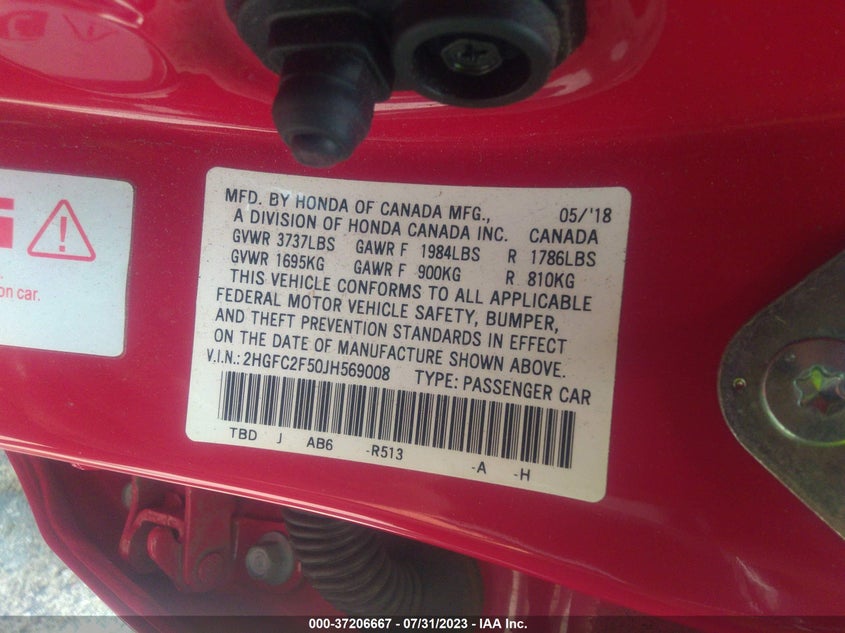 G
on car.
MFD. BY HONDA OF CANADA MFG., 05/'18
A DIVISION OF HONDA CANADA INC. CANADA
GVWR 3737LBS GAWR F 1984LBS R 1786LBS
GVWR 1695KG GAWR F 900KG R 810KG
THIS VEHICLE CONFORMS TO ALL APPLICABLE
FEDERAL MOTOR VEHICLE SAFETY, BUMPER,
AND THEFT PREVENTION STANDARDS IN EFFECT
ON THE DATE OF MANUFACTURE SHOWN ABOVE.
V.I.N.: 2HGFC2F50JH569008 TYPE: PASSENGER CAR
TBD J AB6 -R513 -A -H
000-37206667 - 07/31/2023 - IAA Inc.